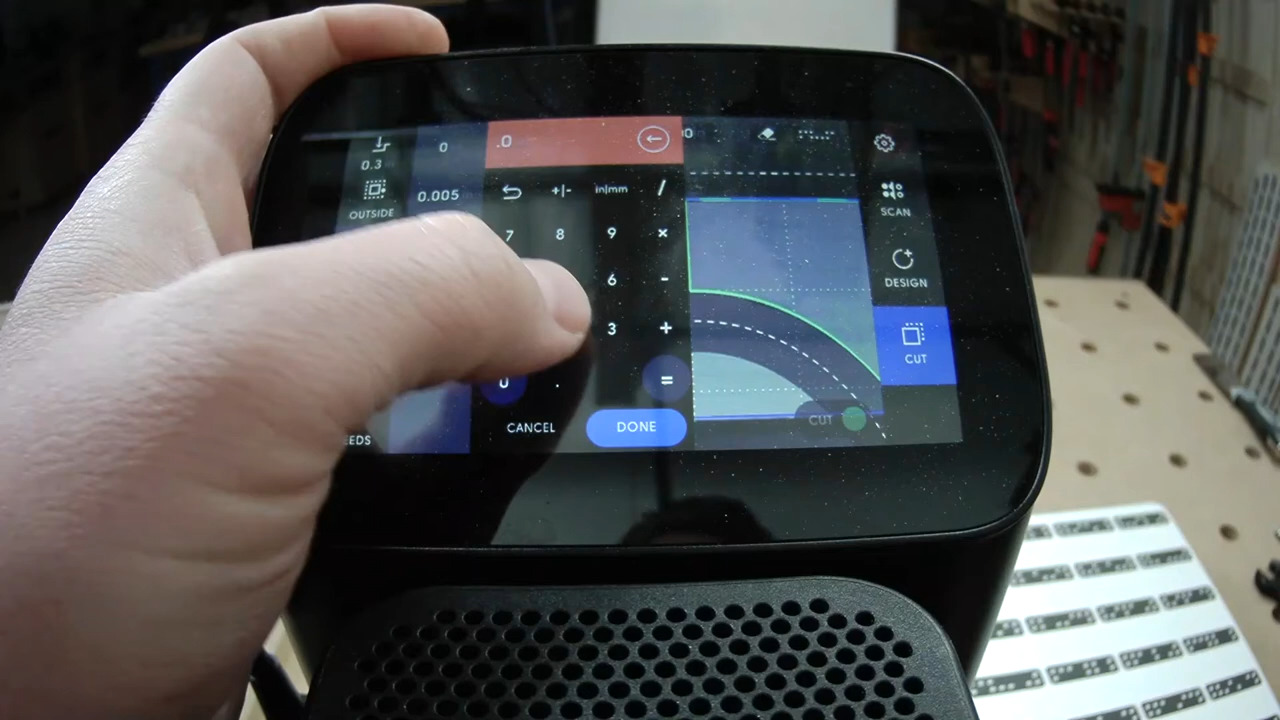 0.3
OUTSIDE
EEDS
0
0.005
.0
in|mm /
7 8 9 ×
6 -
3 +
0 . =
CANCEL DONE
CUT
SCAN
DESIGN
CUT